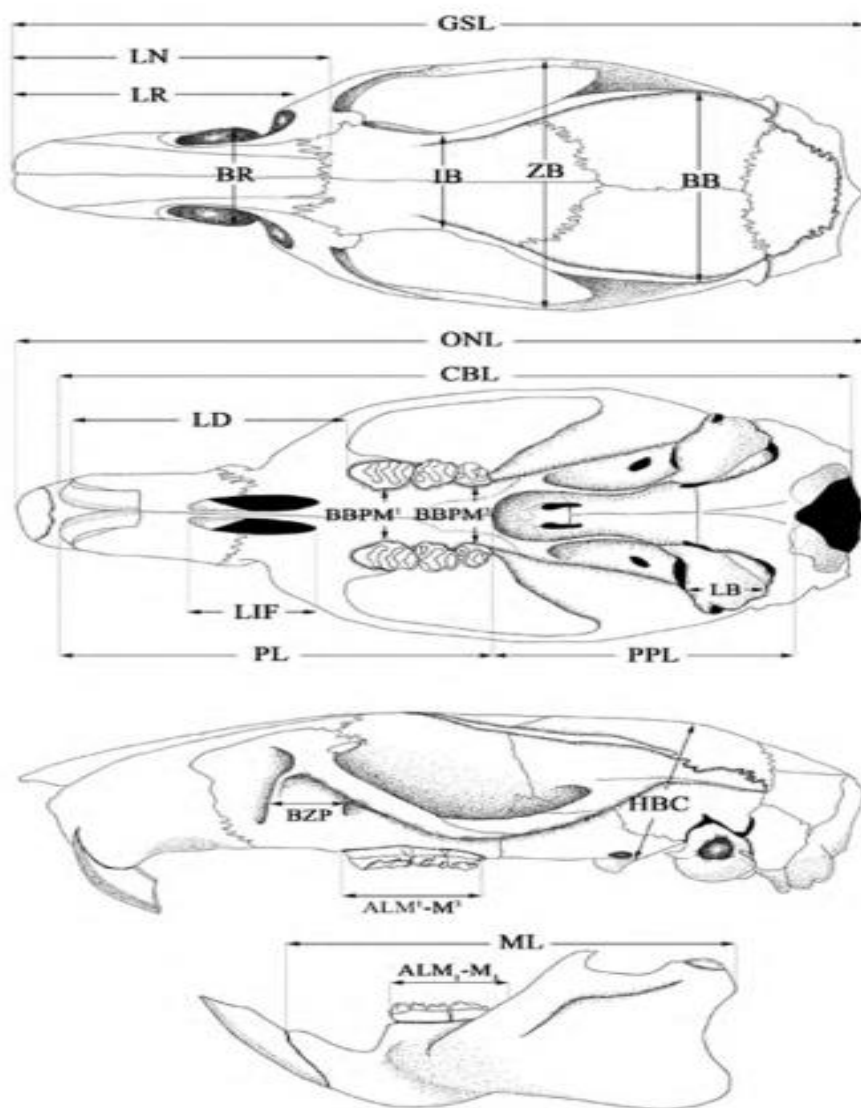 GSL
LN
LR
BR
IB
ZB
BB
ONL
CBL
LD
BBPM¹ BBPM³
LB
LIF
PL
PPL
HBC
BZP
ALM¹-M³
ML
ALM₁-M₃